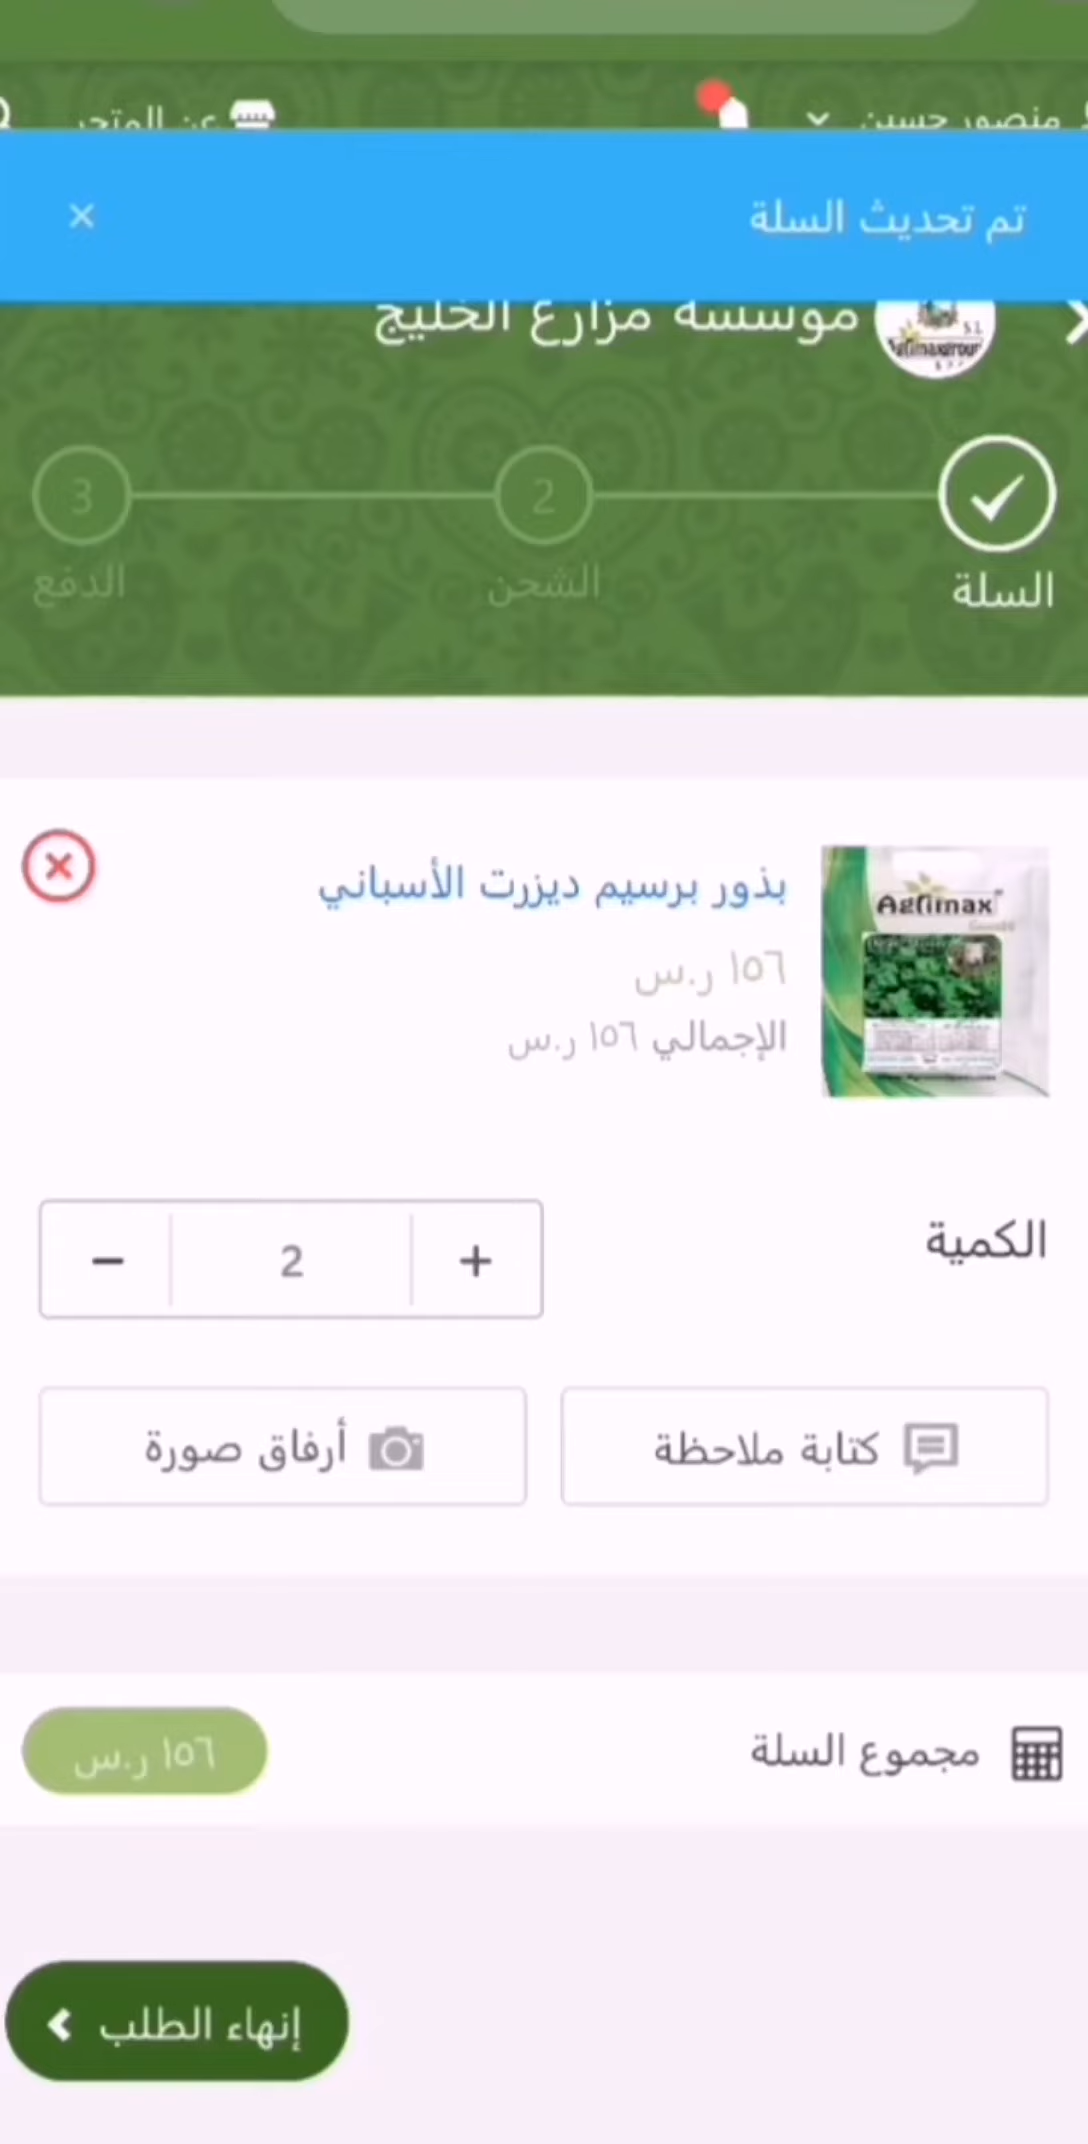 منصور حسين
عن المتجر
تم تحديث السلة
×
موسسة مزارع الخليج
السلة
2
الشحن
3
الدفع
Agrimax
بذور برسيم ديزرت الأسباني
١٥٦ ر.س
الإجمالي ١٥٦ ر.س
الكمية
+ 2 −
كتابة ملاحظة
أرفاق صورة
مجموع السلة
١٥٦ ر.س
إنهاء الطلب